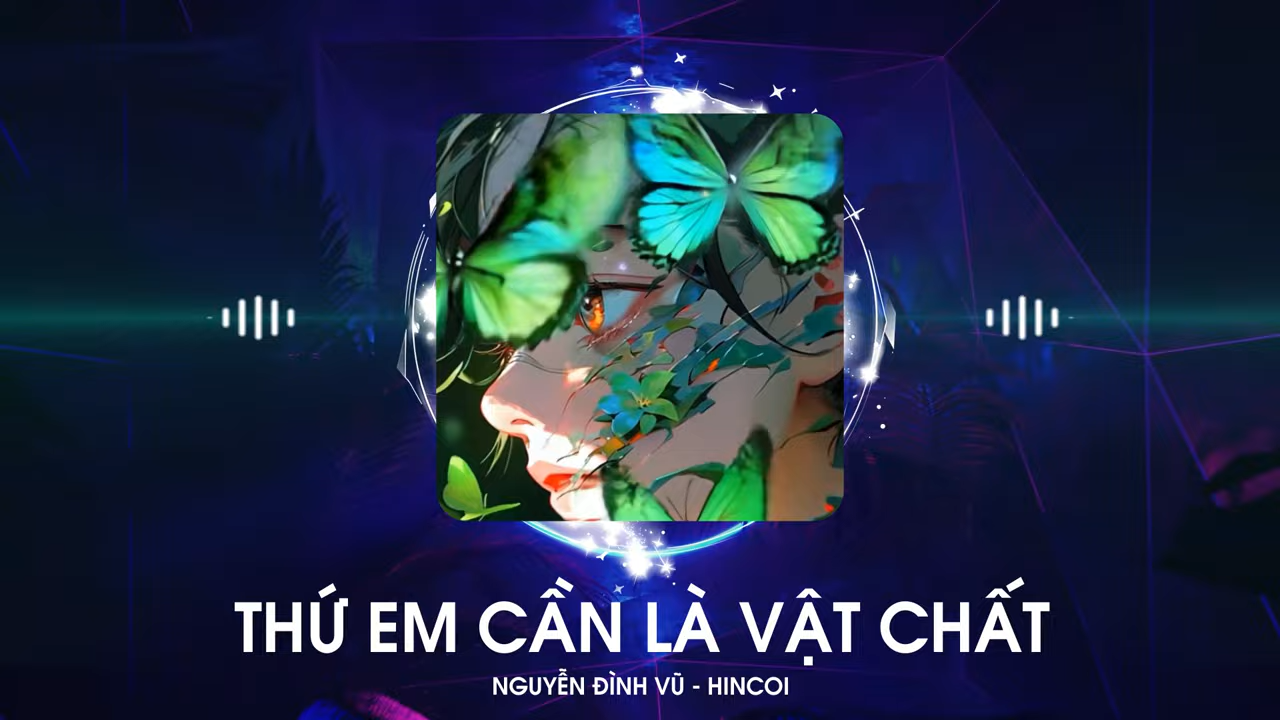 THỨ EM CẦN LÀ VẬT CHẤT
NGUYỄN ĐÌNH VŨ - HINCOI